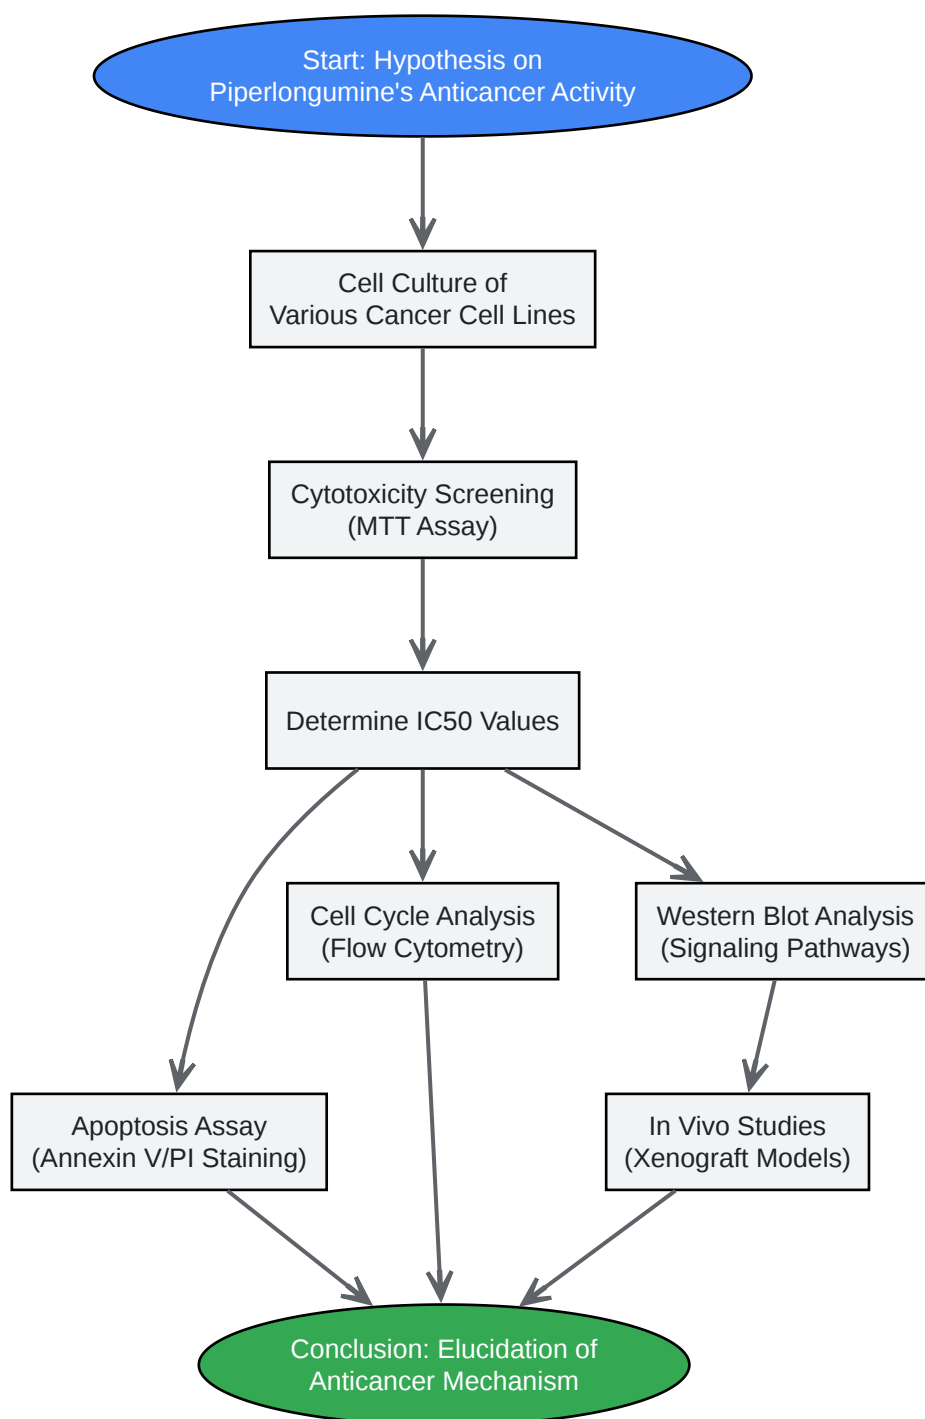 Start: Hypothesis on
Piperlongumine's Anticancer Activity
Cell Culture of
Various Cancer Cell Lines
Cytotoxicity Screening
(MTT Assay)
Determine IC50 Values
Cell Cycle Analysis
(Flow Cytometry)
Western Blot Analysis
(Signaling Pathways)
Apoptosis Assay
(Annexin V/PI Staining)
In Vivo Studies
(Xenograft Models)
Conclusion: Elucidation of
Anticancer Mechanism